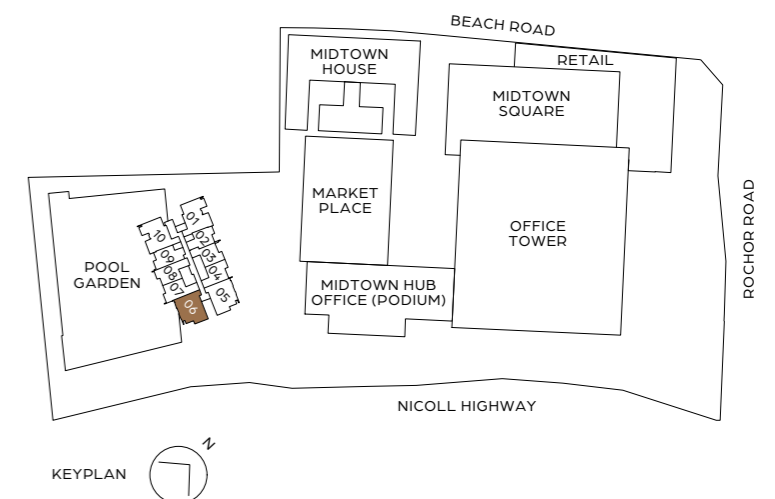 BEACH ROAD
RETAIL
MIDTOWN
HOUSE
MIDTOWN
SQUARE
MARKET
PLACE
OFFICE
TOWER
ROCHOR ROAD
01
02
03
04
05
10
09
08
07
06
POOL
GARDEN
MIDTOWN HUB
OFFICE (PODIUM)
NICOLL HIGHWAY
N
KEYPLAN